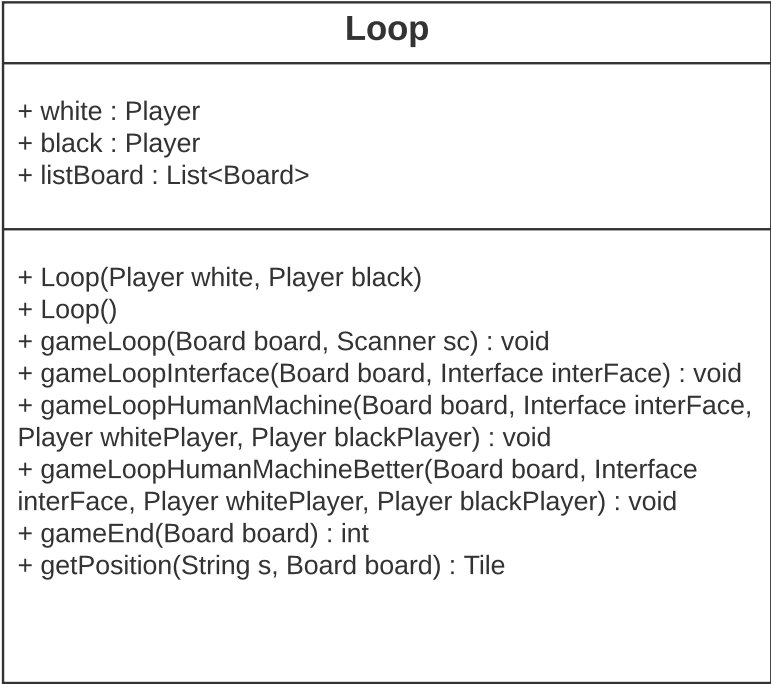 Loop
+ white : Player
+ black : Player
+ listBoard : List<Board>
+ Loop(Player white, Player black)
+ Loop()
+ gameLoop(Board board, Scanner sc) : void
+ gameLoopInterface(Board board, Interface interFace) : void
+ gameLoopHumanMachine(Board board, Interface interFace,
Player whitePlayer, Player blackPlayer) : void
+ gameLoopHumanMachineBetter(Board board, Interface
interFace, Player whitePlayer, Player blackPlayer) : void
+ gameEnd(Board board) : int
+ getPosition(String s, Board board) : Tile